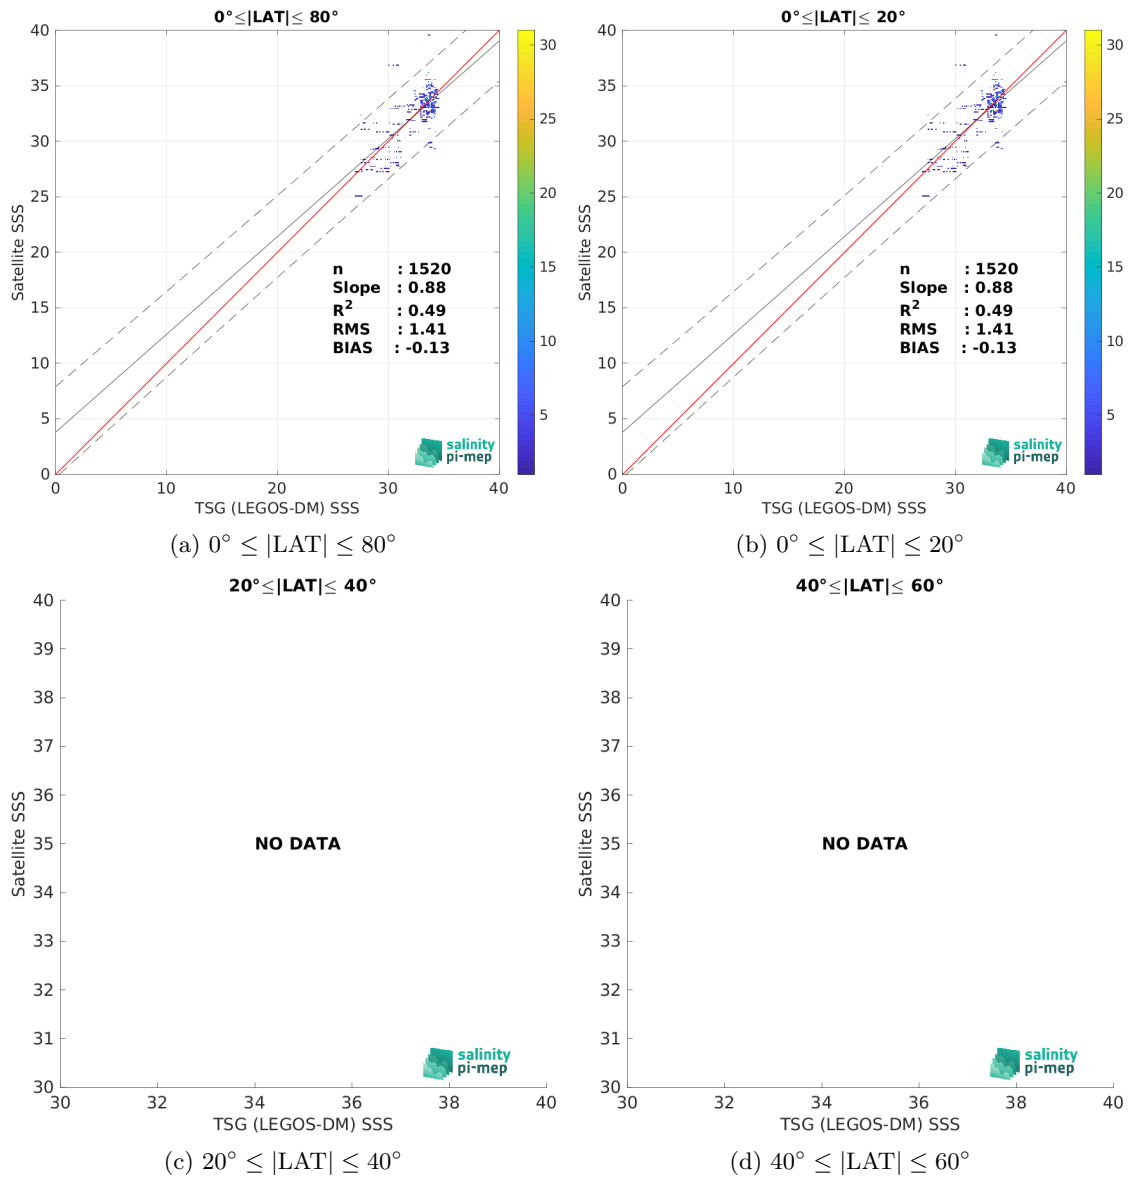 0°≤|LAT|≤ 80°
40
35
30
25
20
15
10
5
0
0
10
20
30
40
Satellite SSS
TSG (LEGOS-DM) SSS
n : 1520
Slope : 0.88
R² : 0.49
RMS : 1.41
BIAS : -0.13
salinity
pi-mep
30
25
20
15
10
5
(a) 0° ≤ |LAT| ≤ 80°
0°≤|LAT|≤ 20°
40
35
30
25
20
15
10
5
0
0
10
20
30
40
Satellite SSS
TSG (LEGOS-DM) SSS
n : 1520
Slope : 0.88
R² : 0.49
RMS : 1.41
BIAS : -0.13
salinity
pi-mep
30
25
20
15
10
5
(b) 0° ≤ |LAT| ≤ 20°
20°≤|LAT|≤ 40°
40
39
38
37
36
35
34
33
32
31
30
30
32
34
36
38
40
Satellite SSS
NO DATA
salinity
pi-mep
TSG (LEGOS-DM) SSS
(c) 20° ≤ |LAT| ≤ 40°
40°≤|LAT|≤ 60°
40
39
38
37
36
35
34
33
32
31
30
30
32
34
36
38
40
Satellite SSS
NO DATA
salinity
pi-mep
TSG (LEGOS-DM) SSS
(d) 40° ≤ |LAT| ≤ 60°